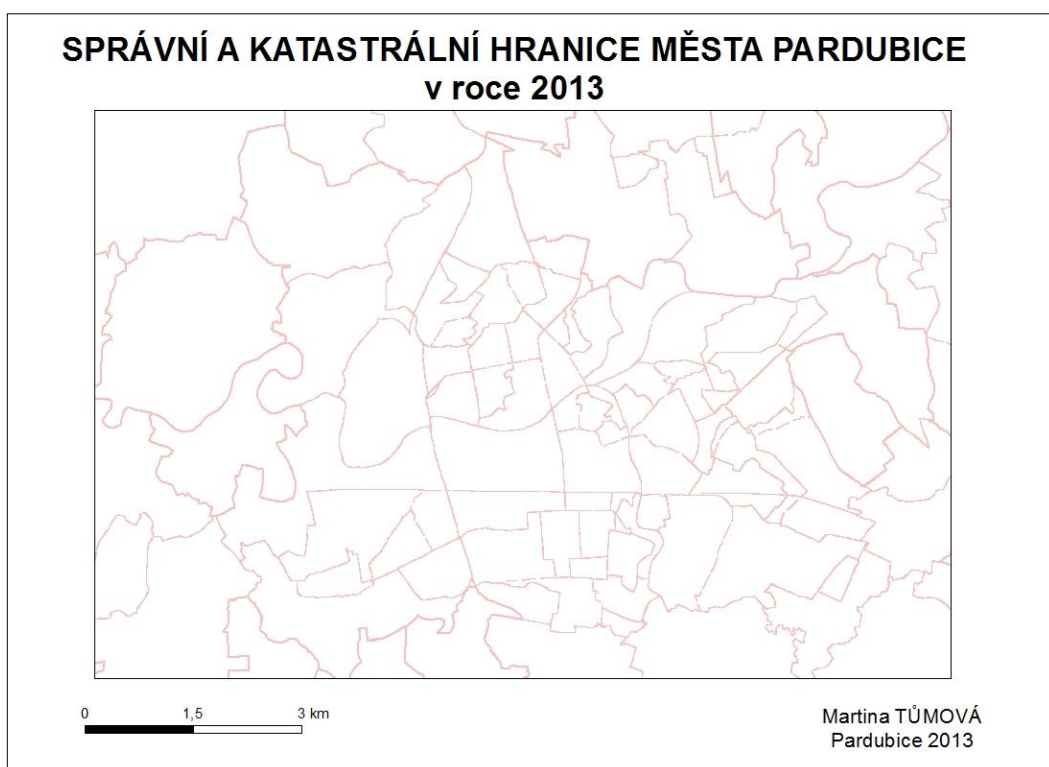 SPRÁVNÍ A KATASTRÁLNÍ HRANICE MĚSTA PARDUBICE
v roce 2013
0 1,5 3 km
Martina TŮMOVÁ
Pardubice 2013